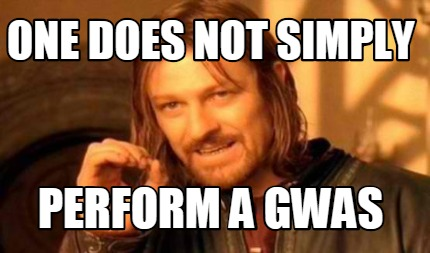 ONE DOES NOT SIMPLY
PERFORM A GWAS